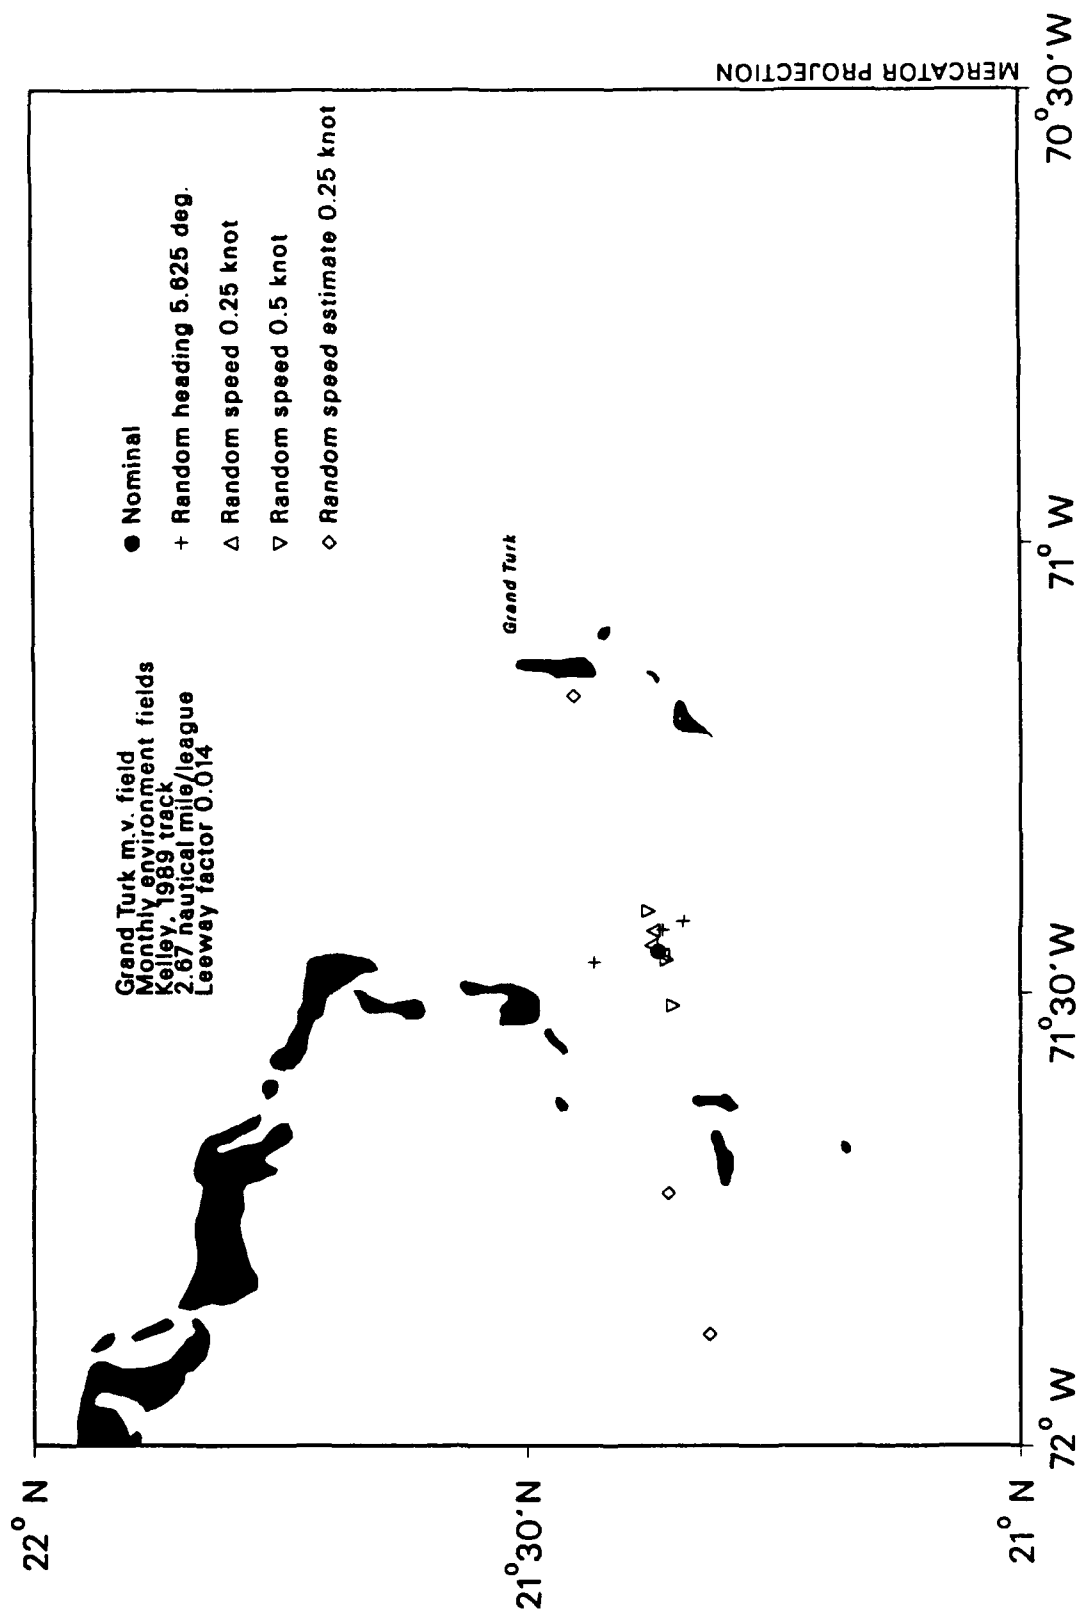 Grand Turk m.v. field
Monthly environment fields
Kelley, 1989 track
2.67 nautical mile/league
Leeway factor 0.014
● Nominal
+ Random heading 5.625 deg.
△ Random speed 0.25 knot
▽ Random speed 0.5 knot
◇ Random speed estimate 0.25 knot
Grand Turk
22° N
21°30'N
21° N
72° W
71°30'W
71° W
70°30'W
MERCATOR PROJECTION